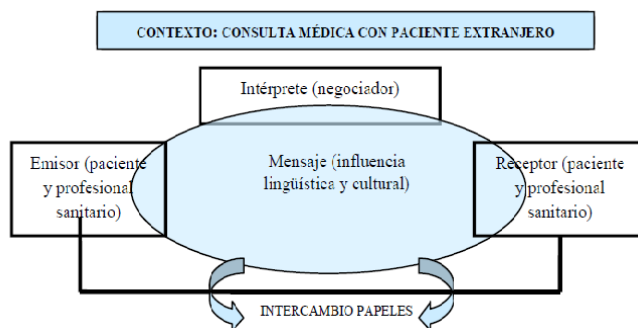 CONTEXTO: CONSULTA MÉDICA CON PACIENTE EXTRANJERO
Intérprete (negociador)
Emisor (paciente
y profesional
sanitario)
Mensaje (influencia
lingüística y cultural)
Receptor (paciente
y profesional
sanitario)
INTERCAMBIO PAPELES